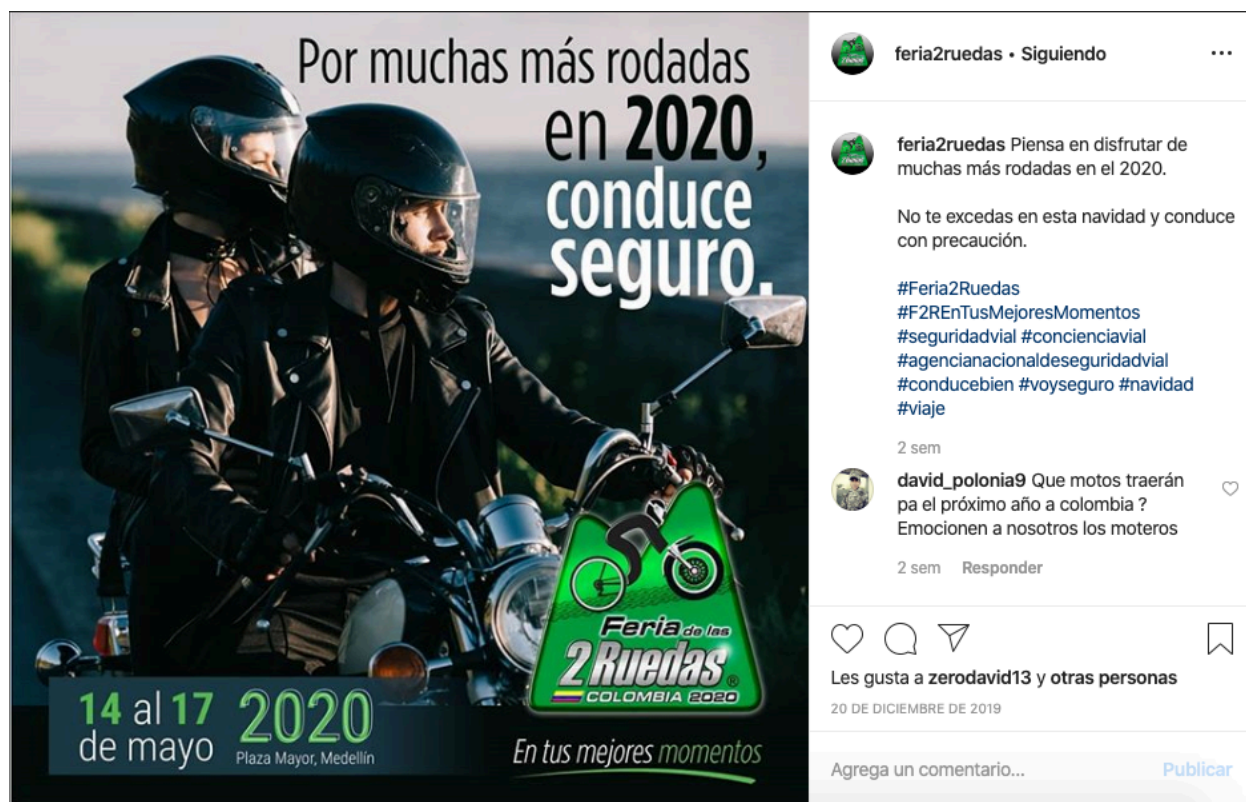 Por muchas más rodadas
en 2020,
conduce
seguro.
Feria de las
2 Ruedas®
COLOMBIA 2020
14 al 17
de mayo
2020
Plaza Mayor, Medellín
En tus mejores momentos
feria2ruedas • Siguiendo
feria2ruedas Piensa en disfrutar de
muchas más rodadas en el 2020.
No te excedas en esta navidad y conduce
con precaución.
#Feria2Ruedas
#F2REnTusMejoresMomentos
#seguridadvial #concienciavial
#agencianacionaldeseguridadvial
#conducebien #voyseguro #navidad
#viaje
2 sem
david_polonia9 Que motos traerán
pa el próximo año a colombia ?
Emocionen a nosotros los moteros
2 sem Responder
Les gusta a zerodavid13 y otras personas
20 DE DICIEMBRE DE 2019
Agrega un comentario... Publicar